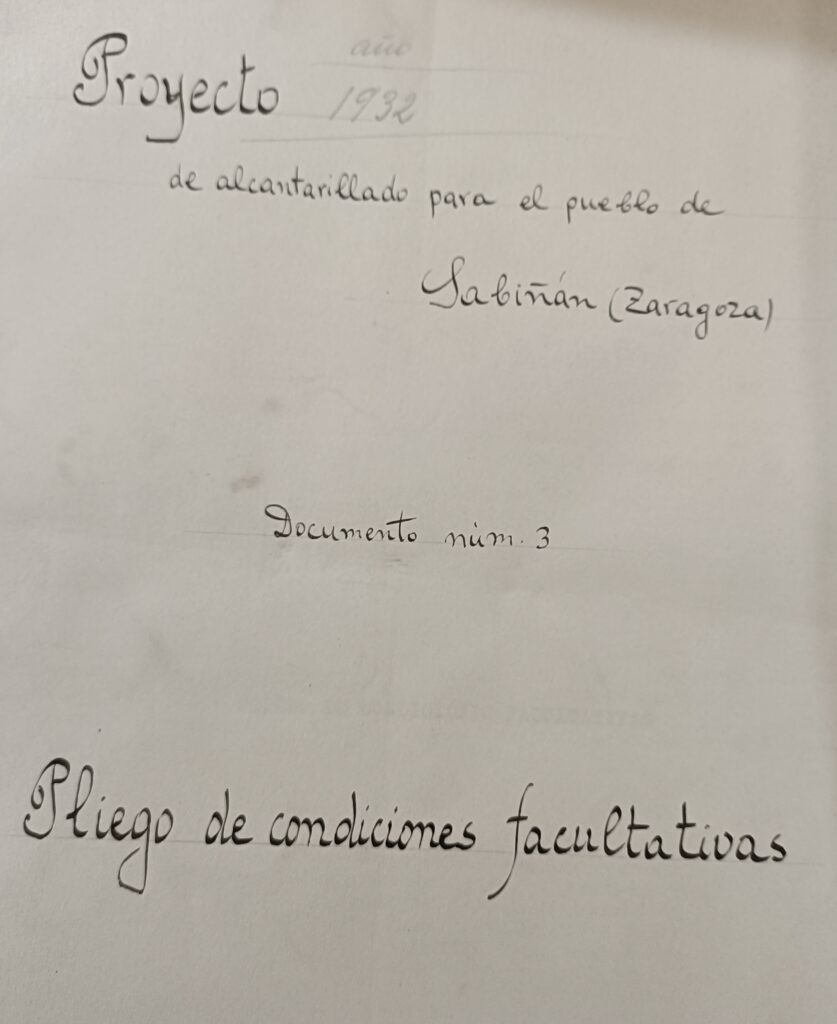 año
Proyecto 1932
de alcantarillado para el pueblo de
Sabiñán (Zaragoza)
Documento núm. 3
Pliego de condiciones facultativas